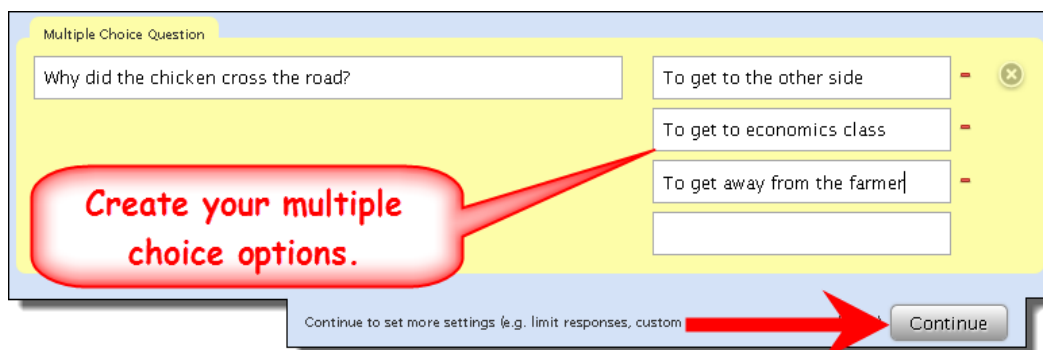 Multiple Choice Question
Why did the chicken cross the road?
To get to the other side
To get to economics class
To get away from the farmer
Create your multiple
choice options.
Continue to set more settings (e.g. limit responses, custom
Continue